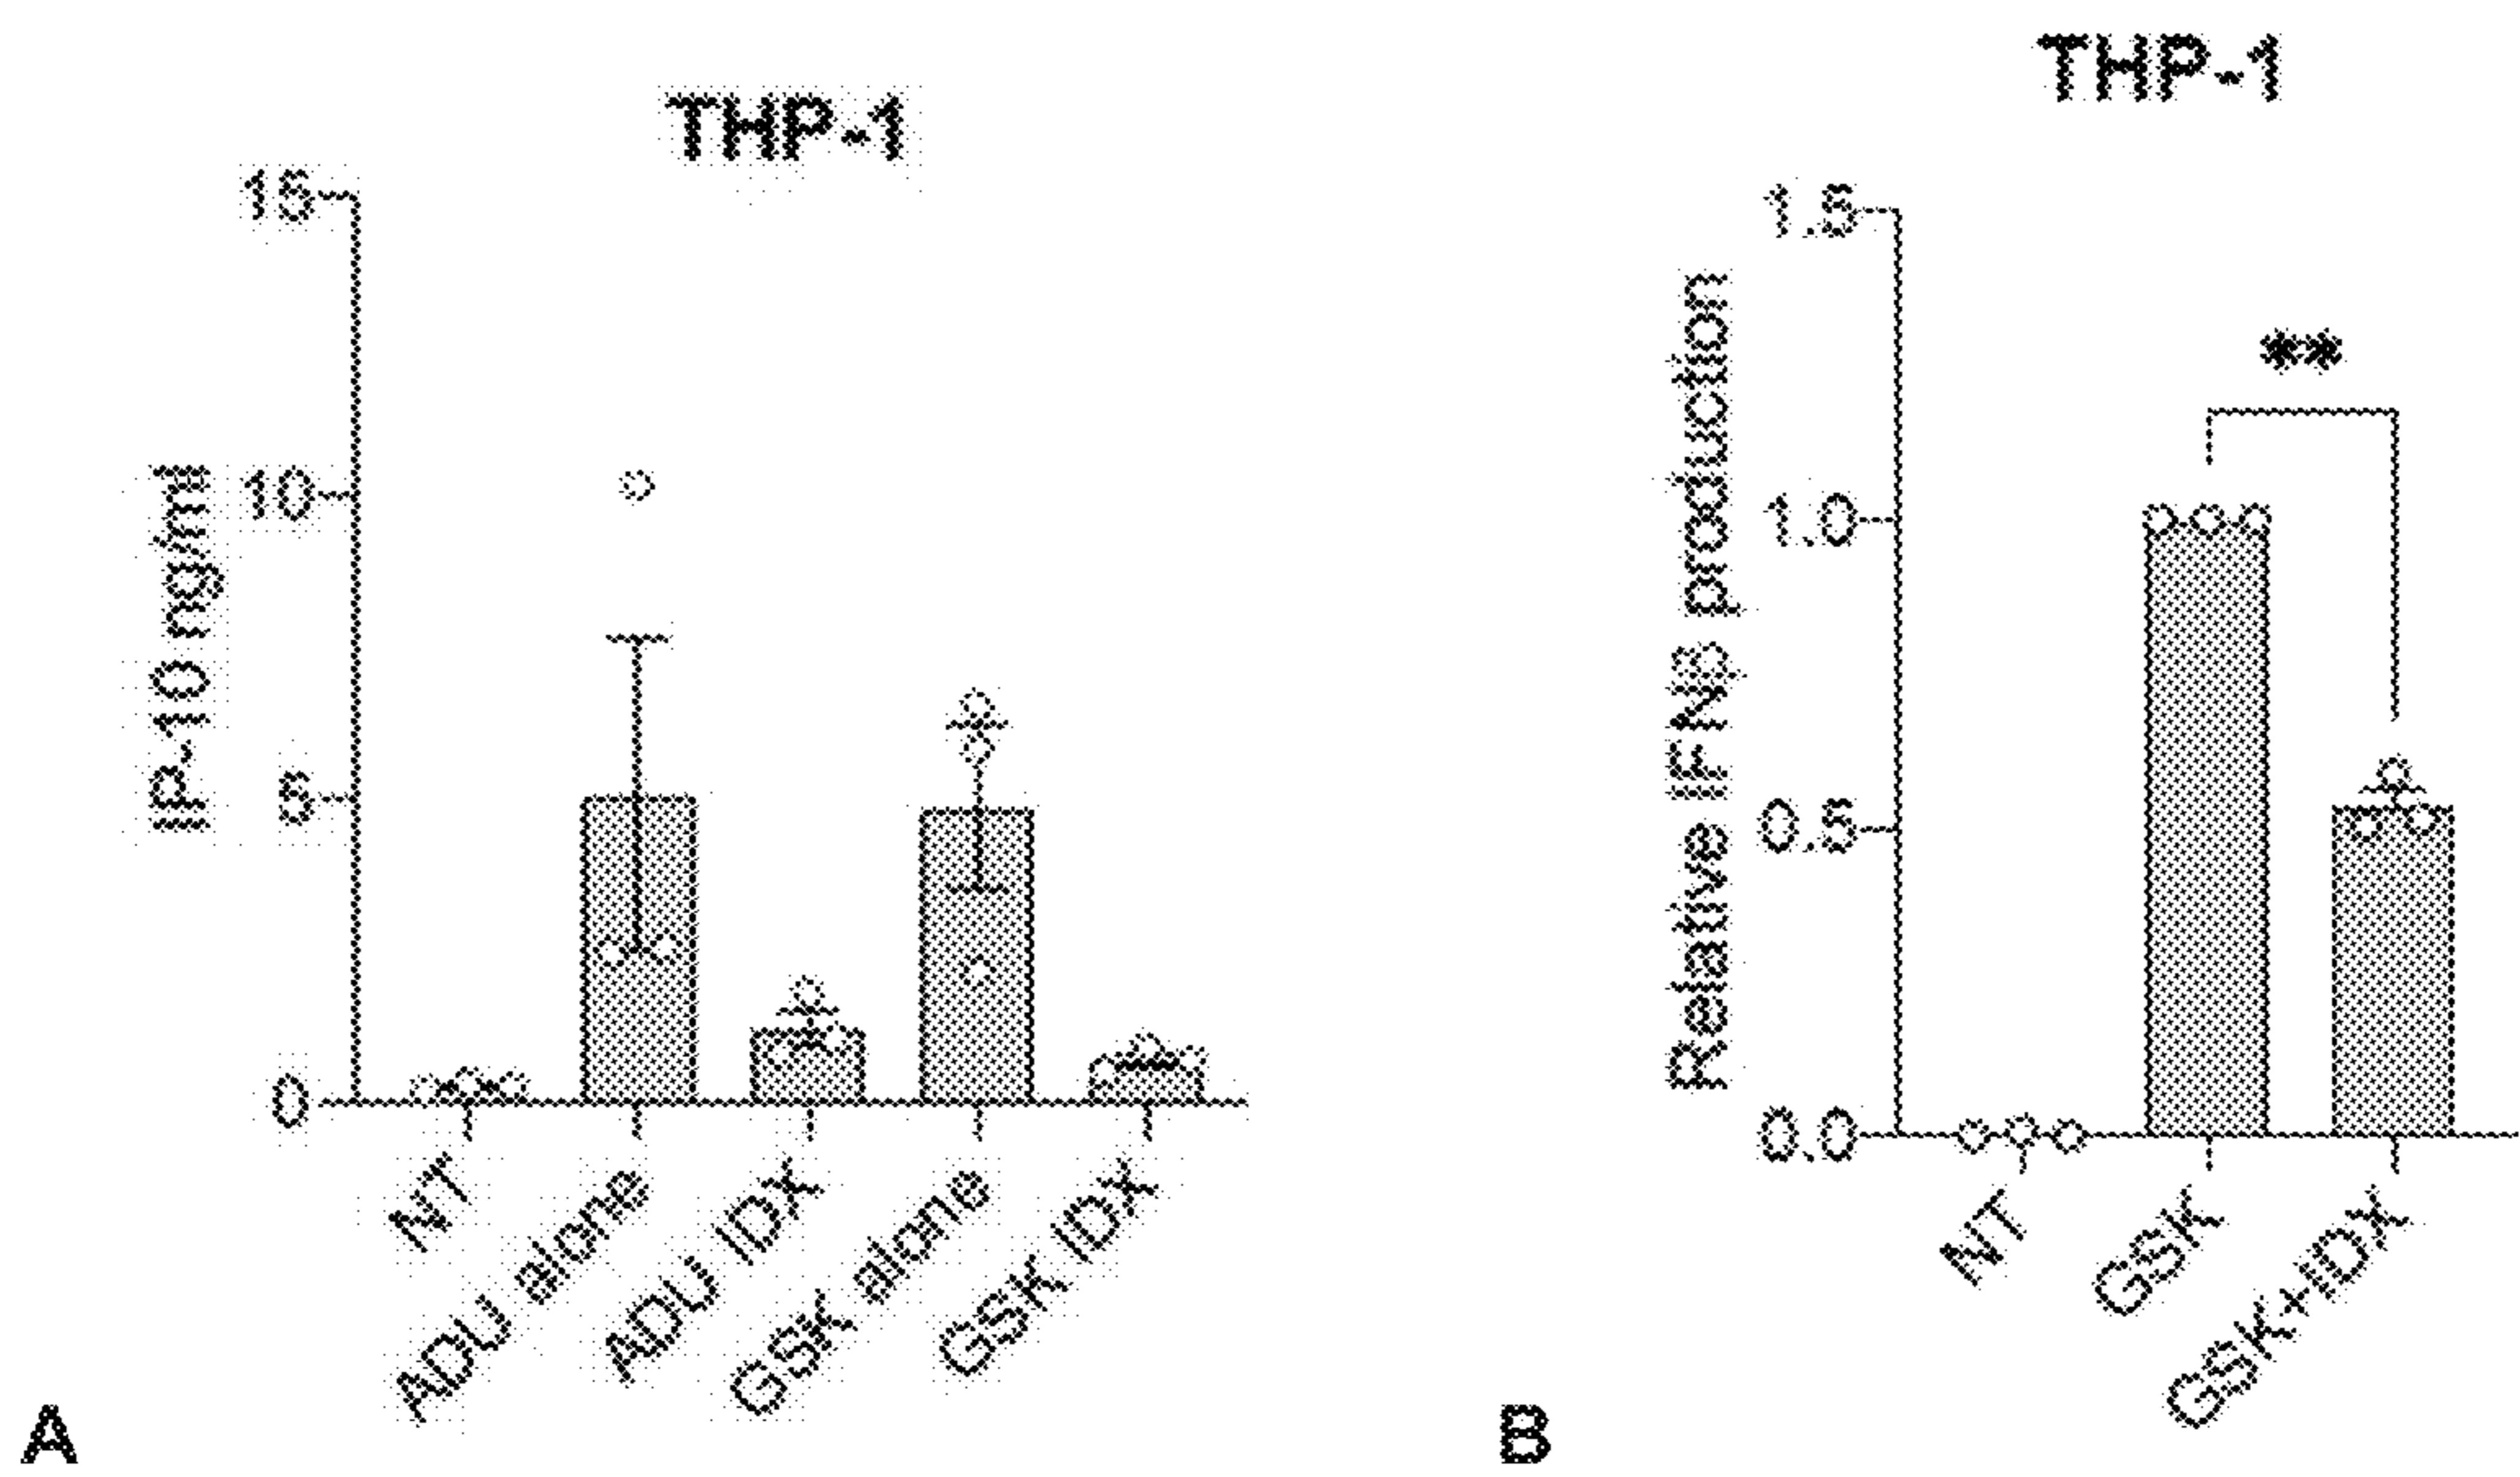 THP-1
IP-10 ng/ml
15
10
5
0
NT
ADU alone
ADU IDX
GSK alone
GSK IDX
A
THP-1
Relative IFNβ production
1.5
1.0
0.5
0.0
**
NT
GSK
GSK+IDX
B